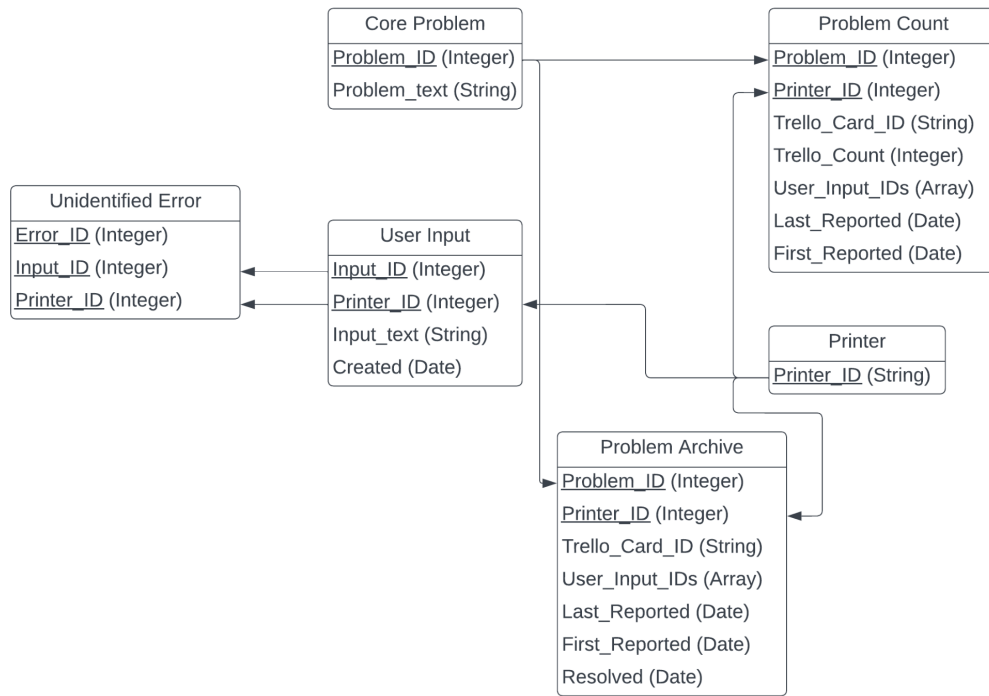 Core Problem
Problem_ID (Integer)
Problem_text (String)
Problem Count
Problem_ID (Integer)
Printer_ID (Integer)
Trello_Card_ID (String)
Trello_Count (Integer)
User_Input_IDs (Array)
Last_Reported (Date)
First_Reported (Date)
Unidentified Error
Error_ID (Integer)
Input_ID (Integer)
Printer_ID (Integer)
User Input
Input_ID (Integer)
Printer_ID (Integer)
Input_text (String)
Created (Date)
Printer
Printer_ID (String)
Problem Archive
Problem_ID (Integer)
Printer_ID (Integer)
Trello_Card_ID (String)
User_Input_IDs (Array)
Last_Reported (Date)
First_Reported (Date)
Resolved (Date)